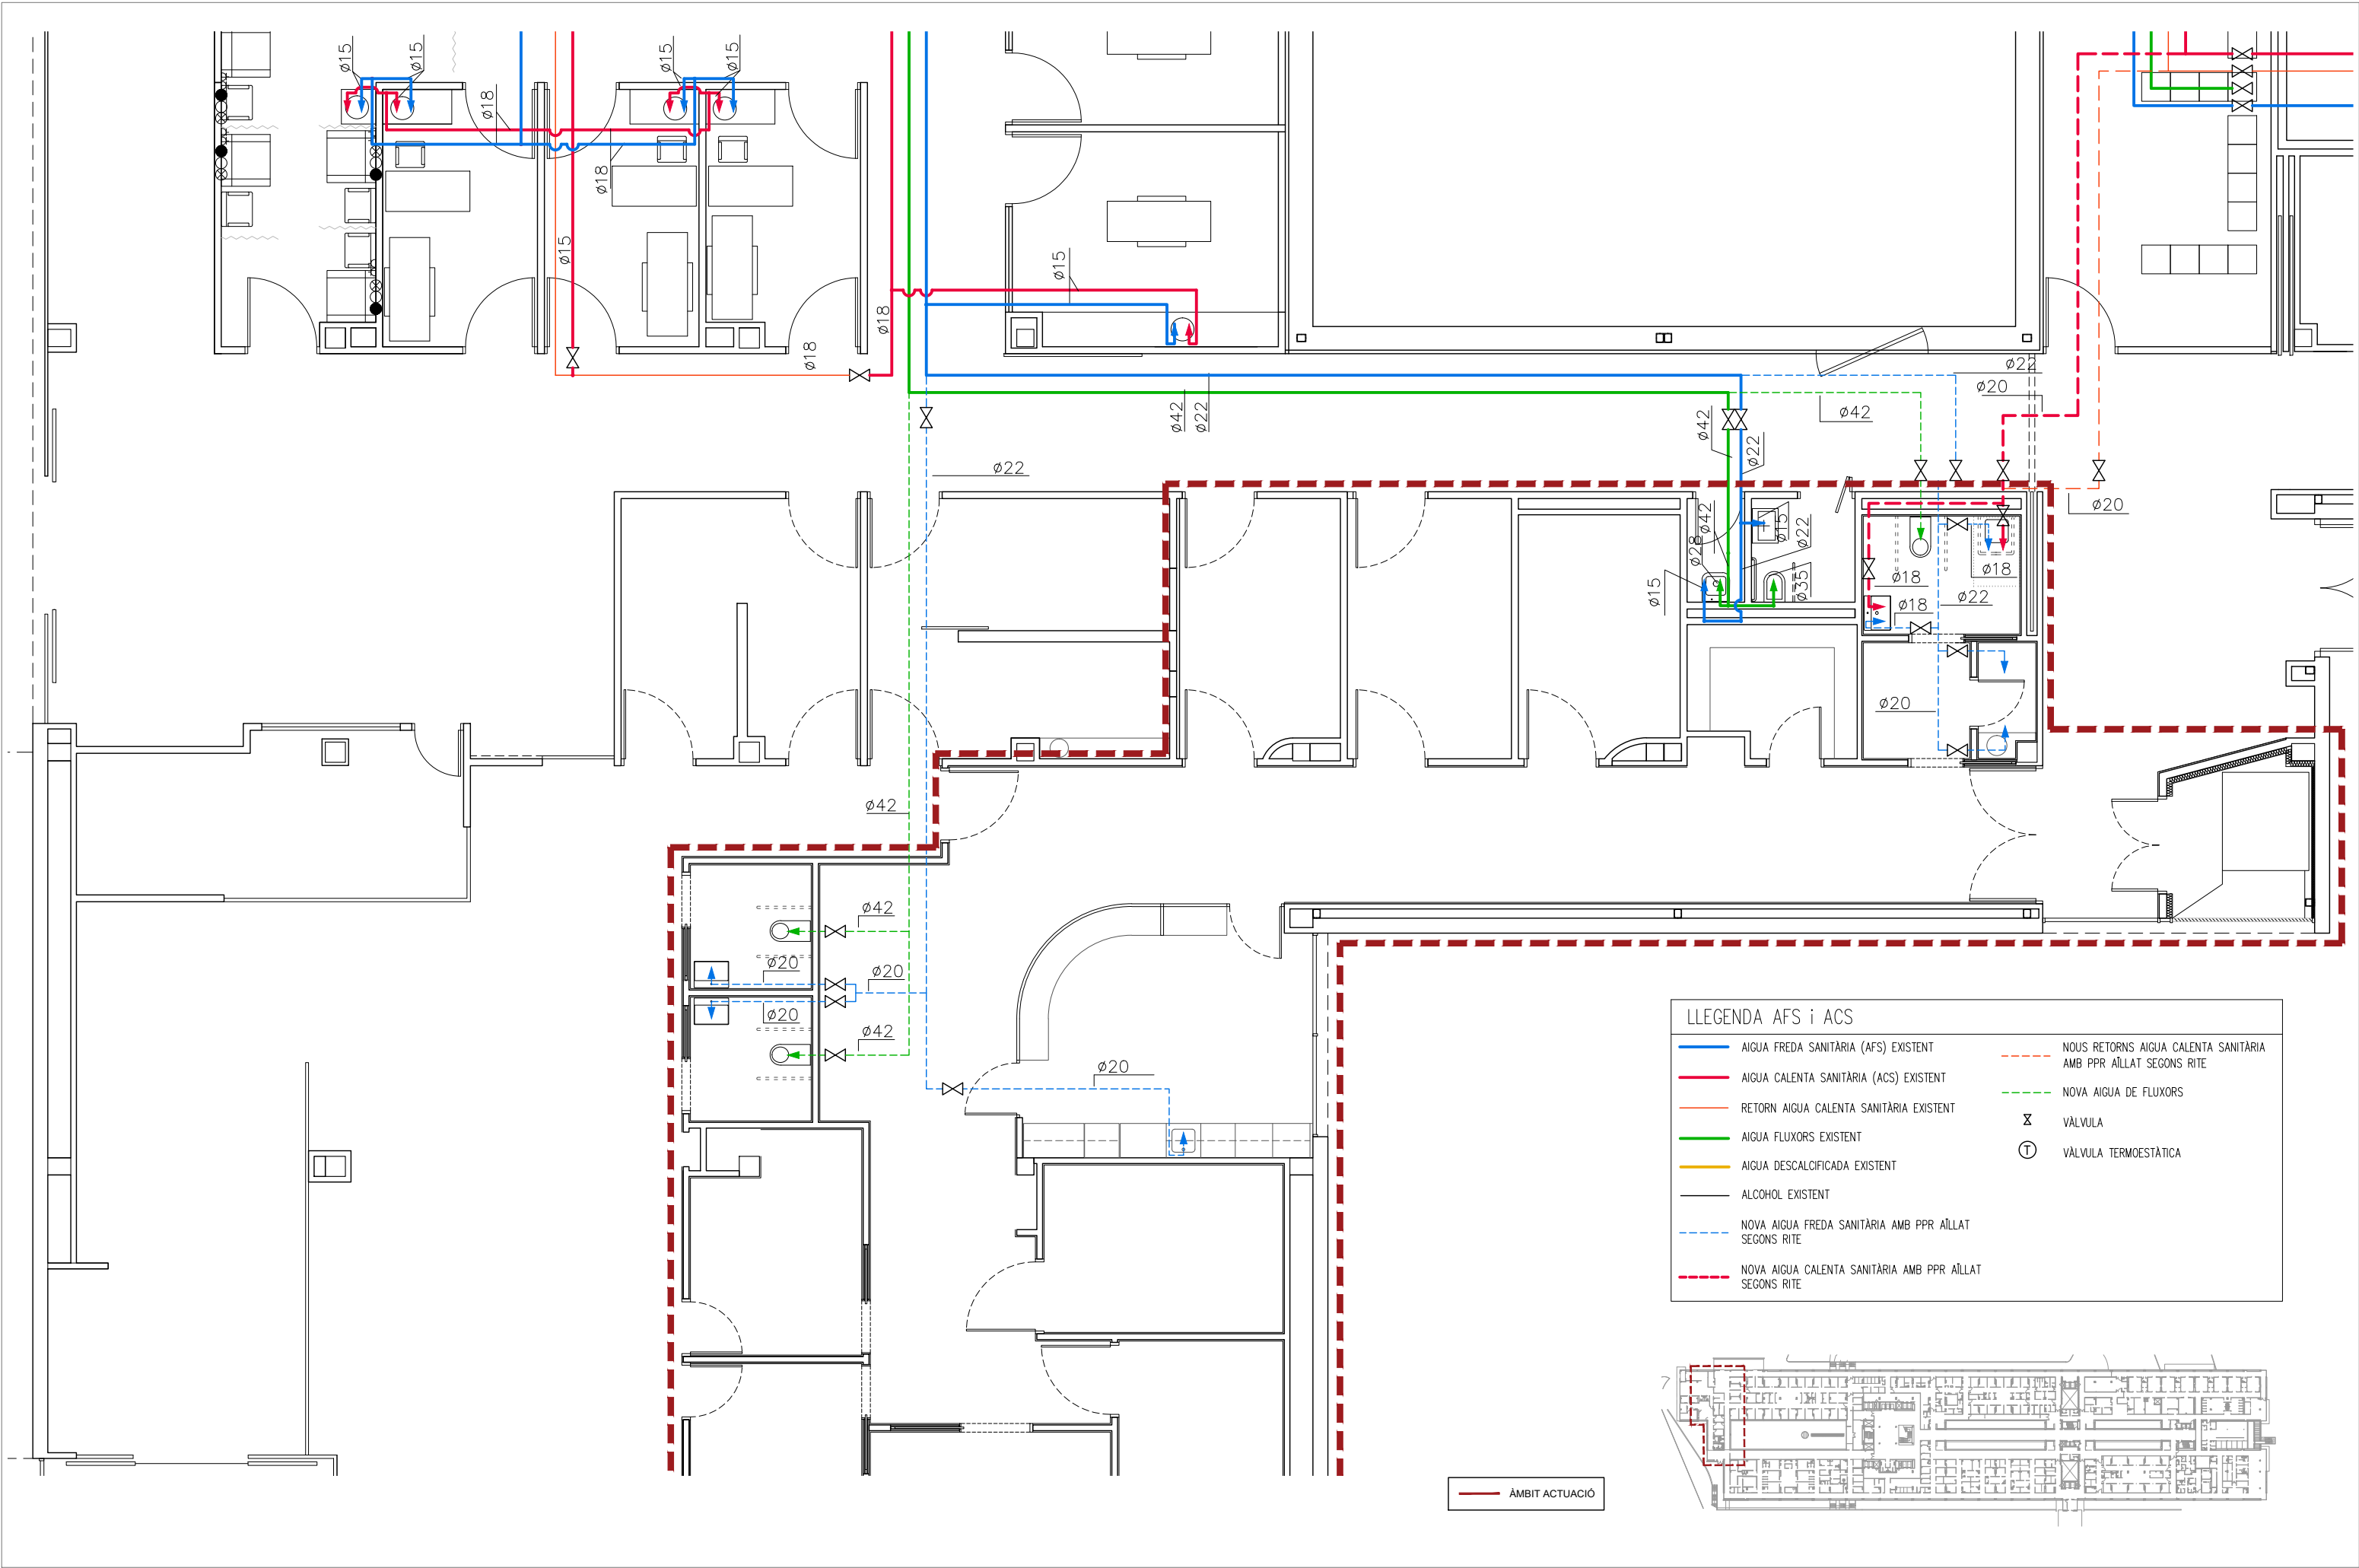 ø15
ø15
ø15
ø15
ø18
ø18
ø15
ø15
ø18
ø18
ø22
ø20
ø42
ø42
ø22
ø42
ø22
ø22
ø20
ø42
ø15
ø22
ø28
ø15
ø35
ø18
ø18
ø18
ø22
ø20
ø42
ø42
ø20
ø20
ø20
ø42
ø20
LLEGENDA AFS i ACS
AIGUA FREDA SANITÀRIA (AFS) EXISTENT
AIGUA CALENTA SANITÀRIA (ACS) EXISTENT
RETORN AIGUA CALENTA SANITÀRIA EXISTENT
AIGUA FLUXORS EXISTENT
AIGUA DESCALCIFICADA EXISTENT
ALCOHOL EXISTENT
NOVA AIGUA FREDA SANITÀRIA AMB PPR AÏLLAT
SEGONS RITE
NOVA AIGUA CALENTA SANITÀRIA AMB PPR AÏLLAT
SEGONS RITE
NOUS RETORNS AIGUA CALENTA SANITÀRIA
AMB PPR AÏLLAT SEGONS RITE
NOVA AIGUA DE FLUXORS
VÀLVULA
T
VÀLVULA TERMOESTÀTICA
ÀMBIT ACTUACIÓ